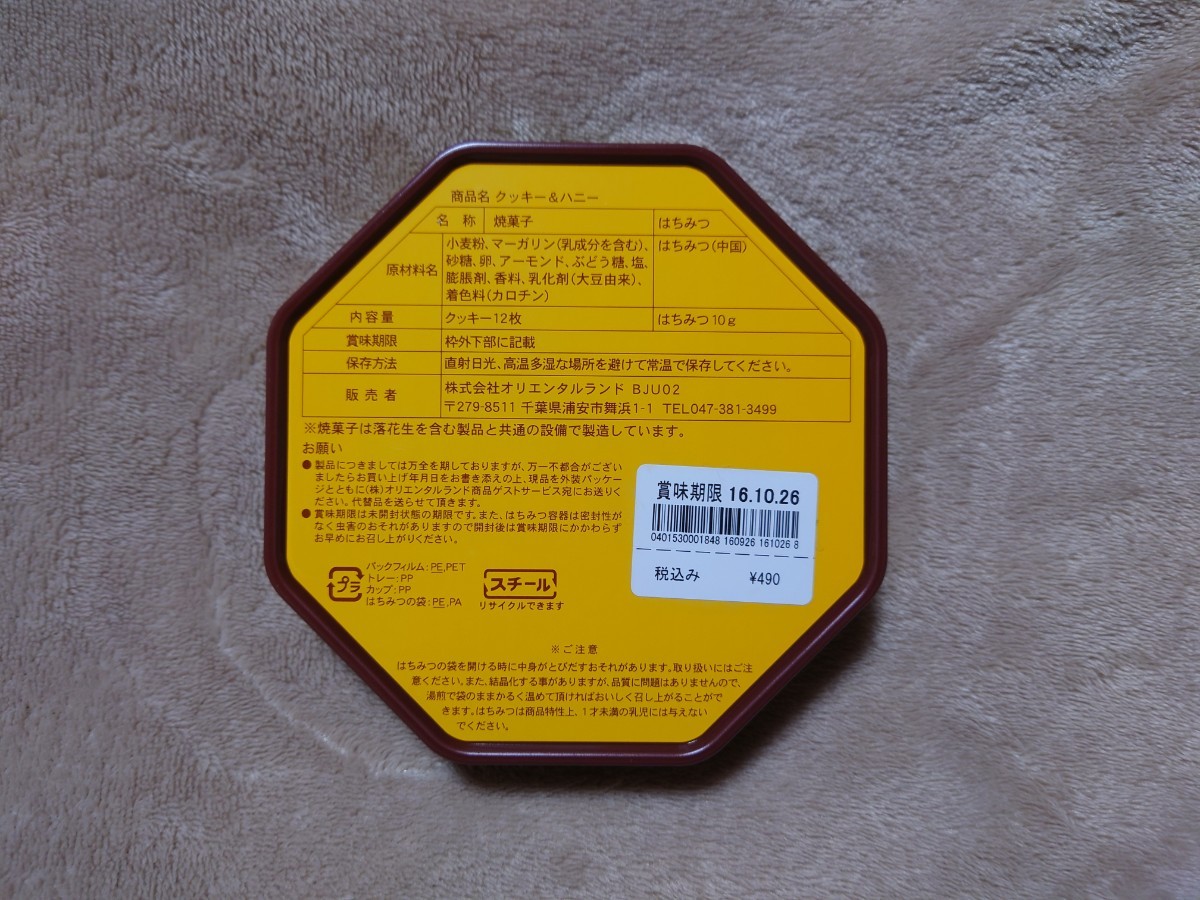 商品名 クッキー＆ハニー
名 称 焼菓子 はちみつ
原材料名 小麦粉、マーガリン(乳成分を含む)、 はちみつ(中国)
砂糖、卵、アーモンド、ぶどう糖、塩、
膨脹剤、香料、乳化剤(大豆由来)、
着色料(カロチン)
内 容 量 クッキー12枚 はちみつ 10g
賞味期限 枠外下部に記載
保存方法 直射日光、高温多湿な場所を避けて常温で保存してください。
販 売 者 株式会社オリエンタルランド BJU02
〒279-8511 千葉県浦安市舞浜1-1 TEL047-381-3499
※焼菓子は落花生を含む製品と共通の設備で製造しています。
お願い
●製品につきましては万全を期しておりますが、万一不都合がござい
ましたらお買い上げ年月日をお書き添えの上、現品を外装パッケー
ジとともに(株)オリエンタルランド商品ゲストサービス宛にお送りく
ださい。代替品を送らせて頂きます。
●賞味期限は未開封状態の期限です。また、はちみつ容器は密封性が
なく虫害のおそれがありますので開封後は賞味期限にかかわらず
お早めにお召し上がりください。
賞味期限 16.10.26
0401530001848 160926 161026 8
税込み ¥490
プラ
パックフィルム:PE,PET
トレー:PP
カップ:PP
はちみつの袋:PE,PA
スチール
リサイクルできます
※ご注意
はちみつの袋を開ける時に中身がとびだすおそれがあります。取り扱いにはご注
意ください。また、結晶化する事がありますが、品質に問題はありませんので、
湯煎で袋のままかるく温めて頂ければおいしく召し上がることがで
きます。はちみつは商品特性上、1才未満の乳児には与えない
でください。